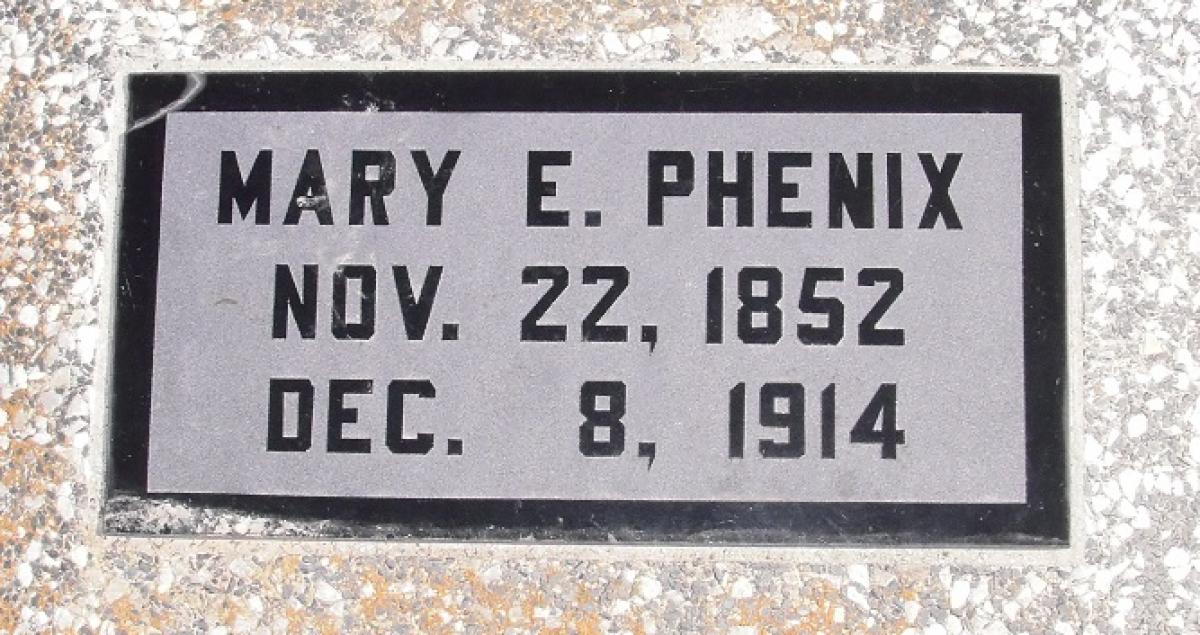 MARY E. PHENIX
NOV. 22, 1852
DEC. 8, 1914